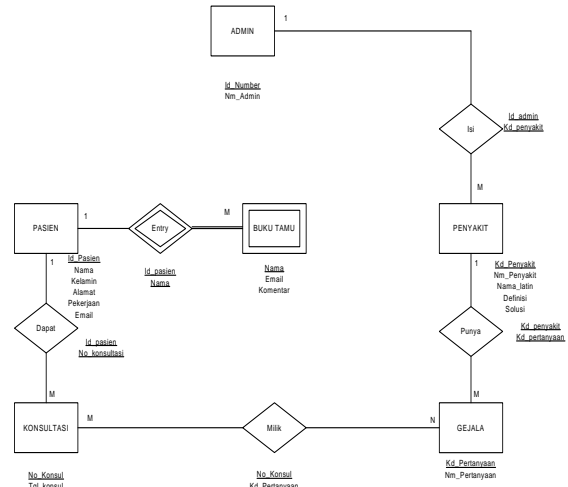 1
ADMIN
M
Id_Number
Nm_Admin
Isi
Id_admin
Kd_penyakit
M
PASIEN
1
Entry
M
BUKU TAMU
PENYAKIT
1
Id_Pasien
Nama
Kelamin
Alamat
Pekerjaan
Email
Id_pasien
Nama
Nama
Email
Komentar
1
Kd_Penyakit
Nm_Penyakit
Nama_latin
Definisi
Solusi
Dapat
Id_pasien
No_konsultasi
Punya
Kd_penyakit
Kd_pertanyaan
M
M
KONSULTASI
M
Milik
N
GEJALA
No_Konsul
Tgl_konsul
No_Konsul
Kd_Pertanyaan
Kd_Pertanyaan
Nm_Pertanyaan